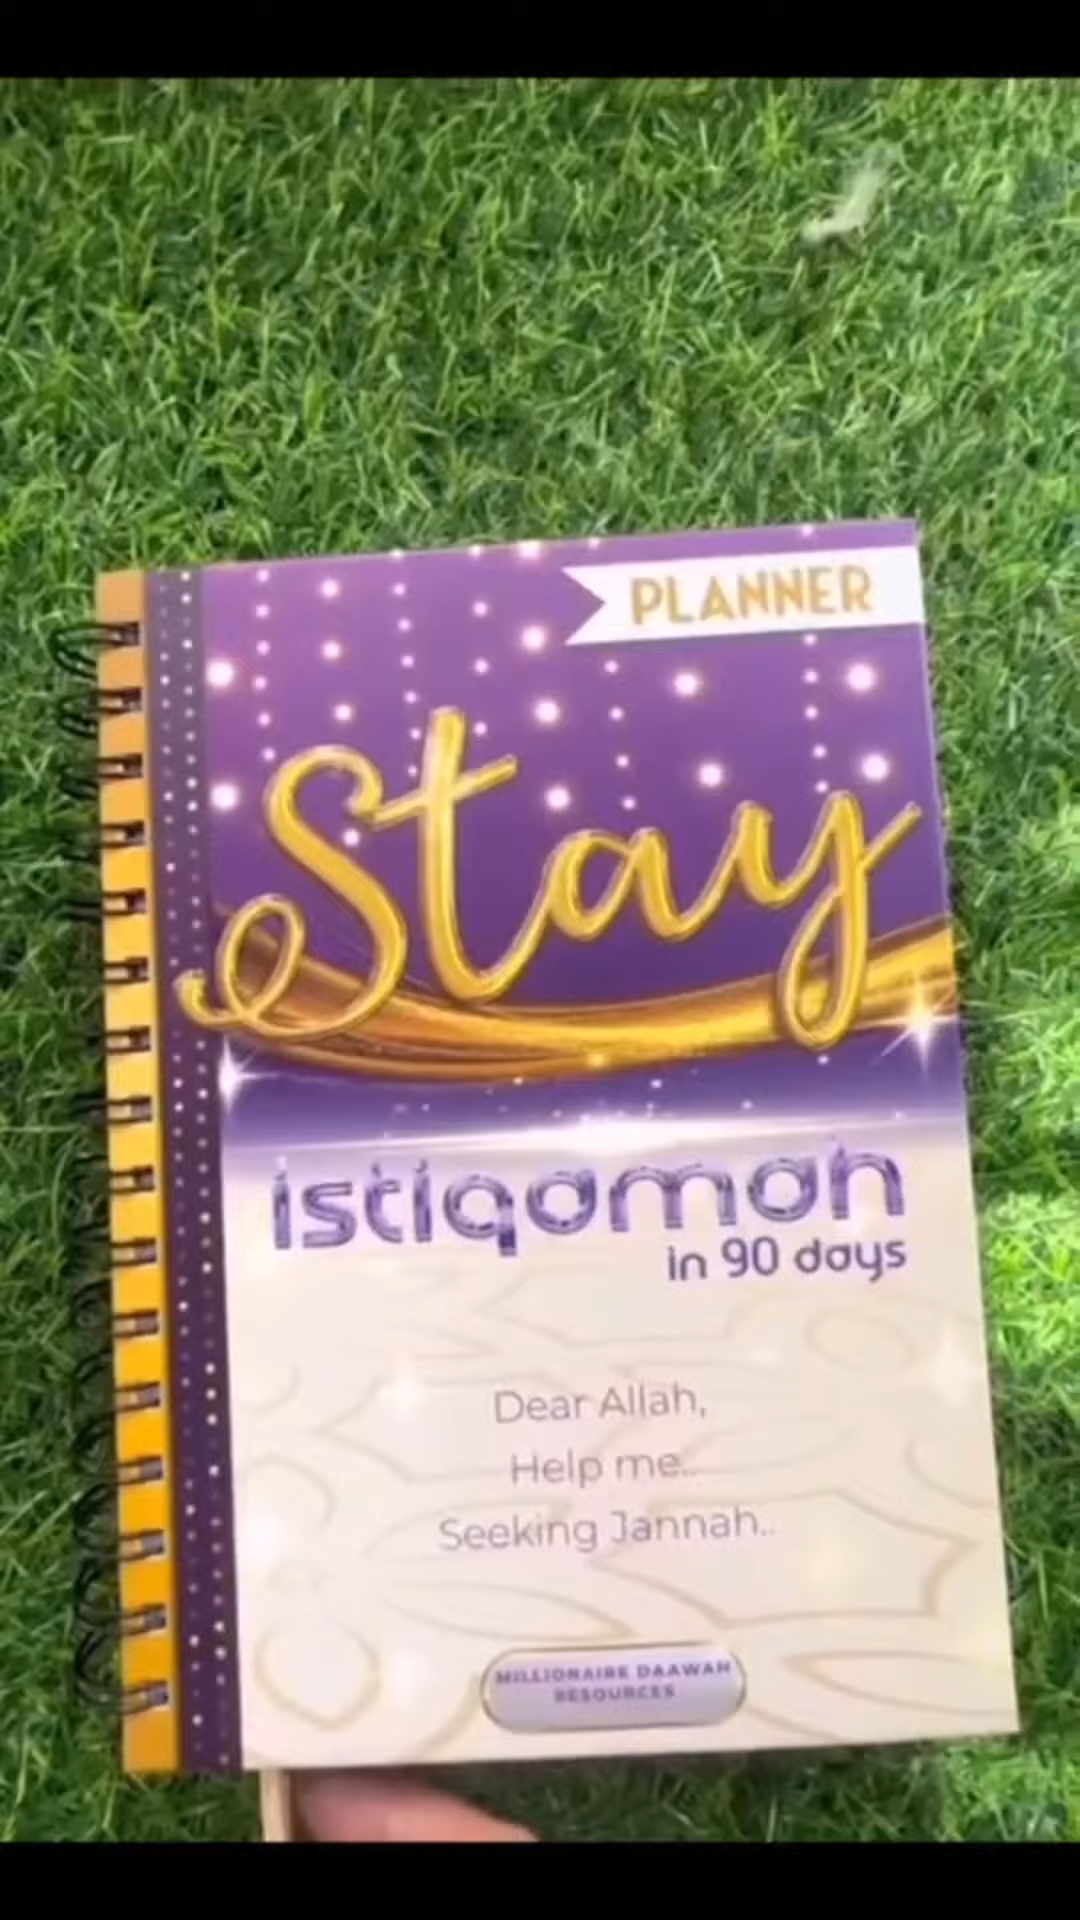 PLANNER
Stay
istiqomah
in 90 days
Dear Allah,
Help me..
Seeking Jannah..
MILLIONAIRE DAAWAH
RESOURCES